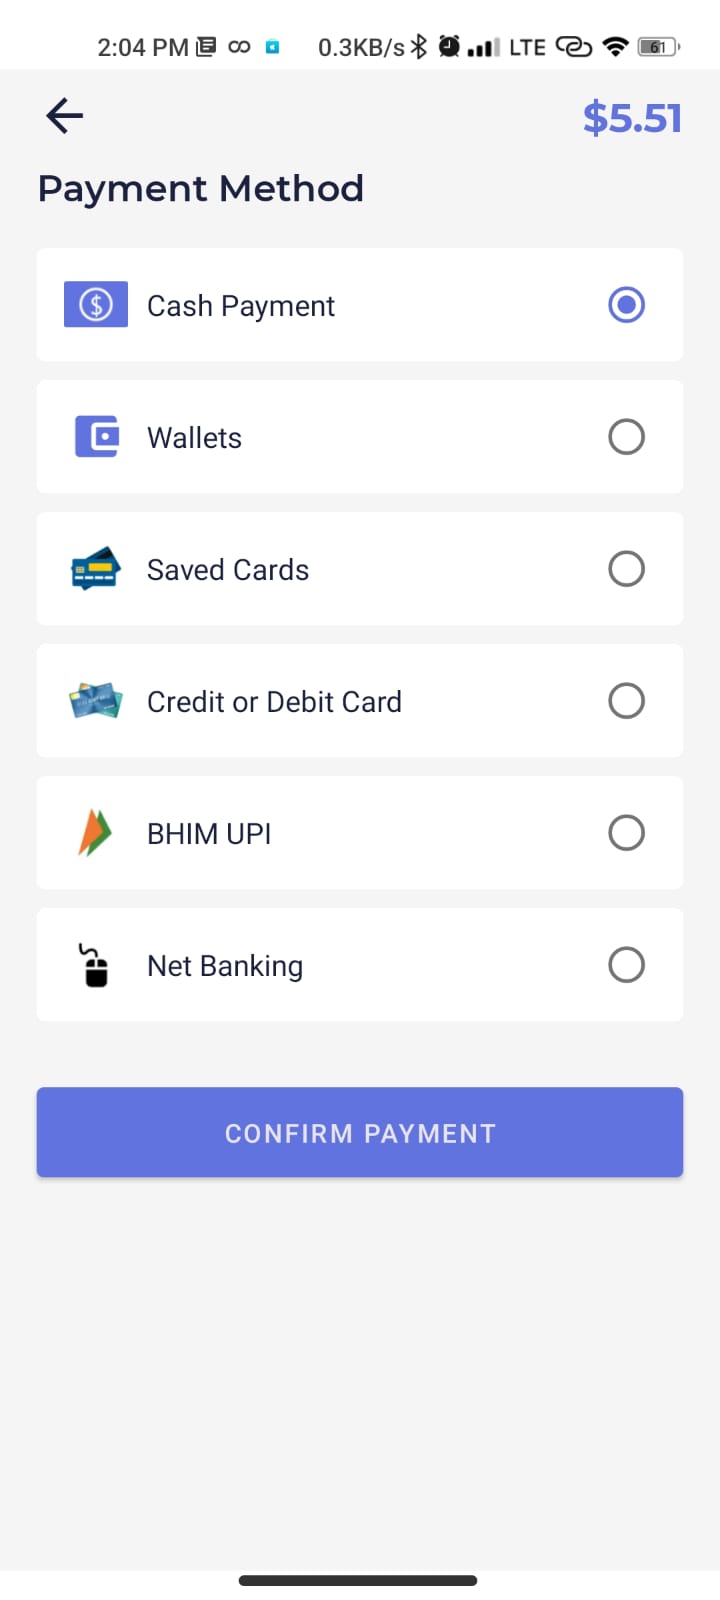 2:04 PM 0.3KB/s LTE 61
$5.51
Payment Method
Cash Payment
Wallets
Saved Cards
Credit or Debit Card
BHIM UPI
Net Banking
CONFIRM PAYMENT